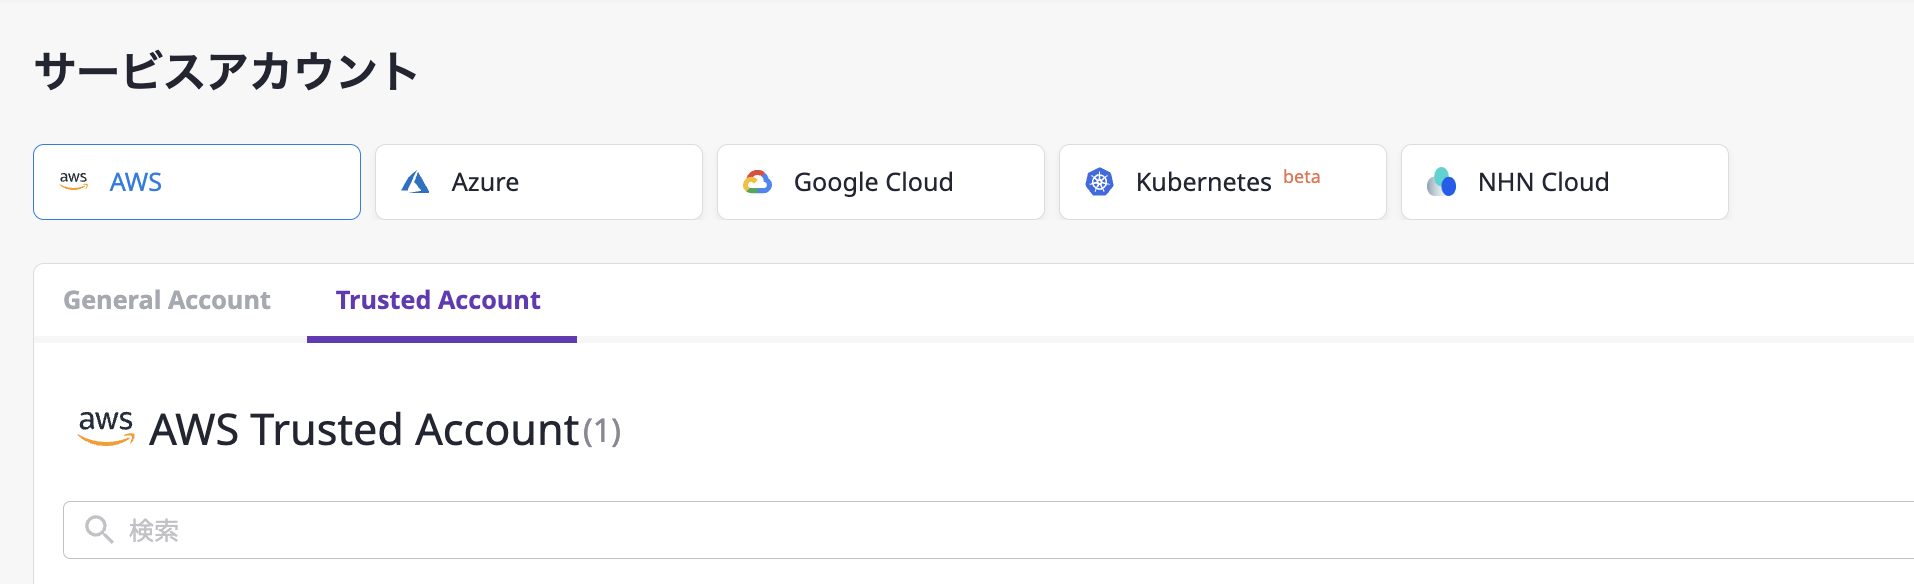 サービスアカウント
aws AWS
Azure
Google Cloud
Kubernetes beta
NHN Cloud
General Account
Trusted Account
aws AWS Trusted Account(1)
検索